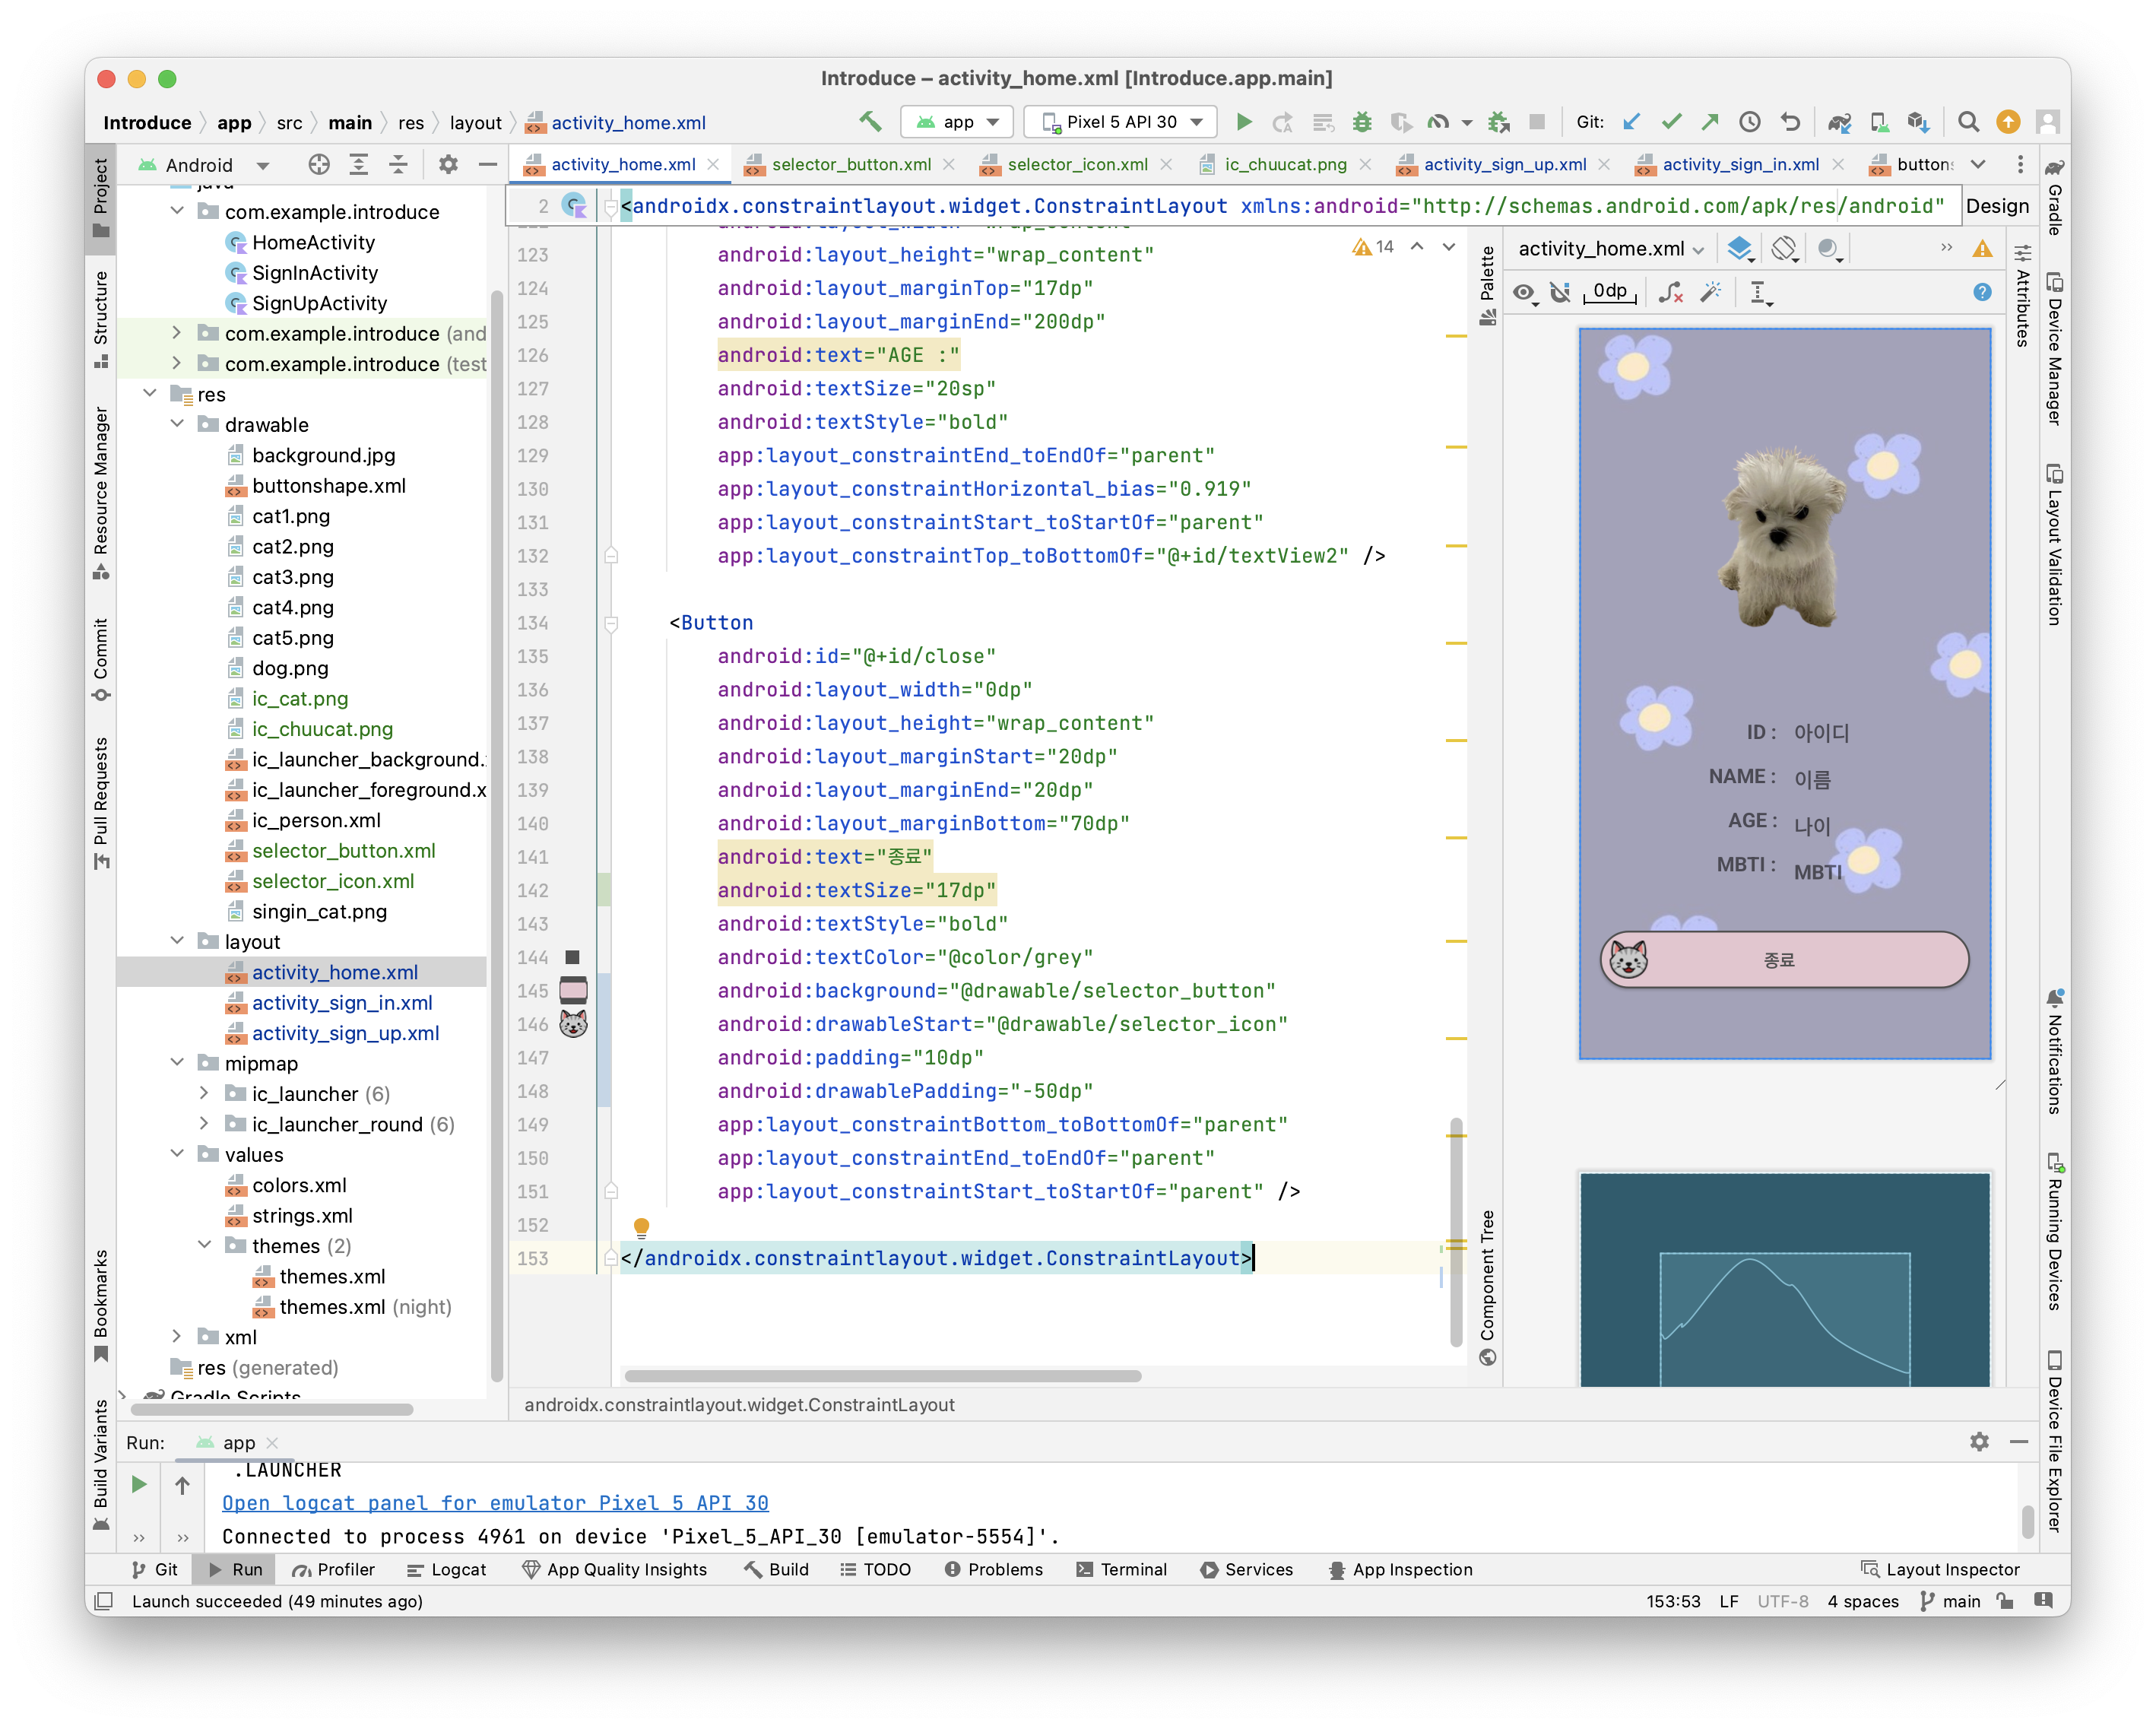 Introduce – activity_home.xml [Introduce.app.main]
Introduce app src main res layout activity_home.xml
app
Pixel 5 API 30
Git:
Project
Structure
Resource Manager
Commit
Pull Requests
Bookmarks
Build Variants
Android
activity_home.xml
selector_button.xml
selector_icon.xml
ic_chuucat.png
activity_sign_up.xml
activity_sign_in.xml
button
java
com.example.introduce
HomeActivity
SignInActivity
SignUpActivity
com.example.introduce (and
com.example.introduce (test
res
drawable
background.jpg
buttonshape.xml
cat1.png
cat2.png
cat3.png
cat4.png
cat5.png
dog.png
ic_cat.png
ic_chuucat.png
ic_launcher_background.
ic_launcher_foreground.x
ic_person.xml
selector_button.xml
selector_icon.xml
singin_cat.png
layout
activity_home.xml
activity_sign_in.xml
activity_sign_up.xml
mipmap
ic_launcher (6)
ic_launcher_round (6)
values
colors.xml
strings.xml
themes (2)
themes.xml
themes.xml (night)
xml
res (generated)
Gradle Scripts
2 <androidx.constraintlayout.widget.ConstraintLayout xmlns:android="http://schemas.android.com/apk/res/android"
14
123 android:layout_height="wrap_content"
124 android:layout_marginTop="17dp"
125 android:layout_marginEnd="200dp"
126 android:text="AGE :"
127 android:textSize="20sp"
128 android:textStyle="bold"
129 app:layout_constraintEnd_toEndOf="parent"
130 app:layout_constraintHorizontal_bias="0.919"
131 app:layout_constraintStart_toStartOf="parent"
132 app:layout_constraintTop_toBottomOf="@+id/textView2" />
133
134 <Button
135 android:id="@+id/close"
136 android:layout_width="0dp"
137 android:layout_height="wrap_content"
138 android:layout_marginStart="20dp"
139 android:layout_marginEnd="20dp"
140 android:layout_marginBottom="70dp"
141 android:text="종료"
142 android:textSize="17dp"
143 android:textStyle="bold"
144 android:textColor="@color/grey"
145 android:background="@drawable/selector_button"
146 android:drawableStart="@drawable/selector_icon"
147 android:padding="10dp"
148 android:drawablePadding="-50dp"
149 app:layout_constraintBottom_toBottomOf="parent"
150 app:layout_constraintEnd_toEndOf="parent"
151 app:layout_constraintStart_toStartOf="parent" />
152
153 </androidx.constraintlayout.widget.ConstraintLayout>
androidx.constraintlayout.widget.ConstraintLayout
Palette
Component Tree
Design
activity_home.xml
0dp
Attributes
ID : 아이디
NAME : 이름
AGE : 나이
MBTI : MBTI
종료
Gradle
Device Manager
Layout Validation
Notifications
Running Devices
Device File Explorer
Run: app
.LAUNCHER
Open logcat panel for emulator Pixel 5 API 30
Connected to process 4961 on device 'Pixel_5_API_30 [emulator-5554]'.
Git Run Profiler Logcat App Quality Insights Build TODO Problems Terminal Services App Inspection Layout Inspector
Launch succeeded (49 minutes ago)
153:53 LF UTF-8 4 spaces main